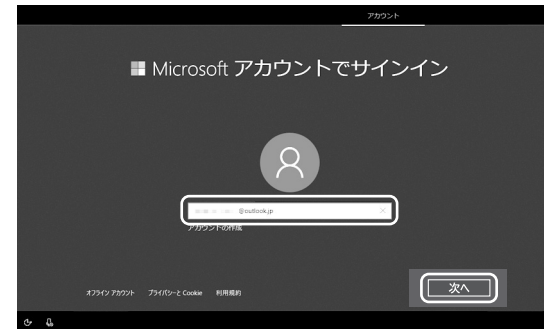 アカウント
Microsoft アカウントでサインイン
@outlook.jp
アカウントの作成
オフライン アカウント プライバシーと Cookie 利用規約
次へ